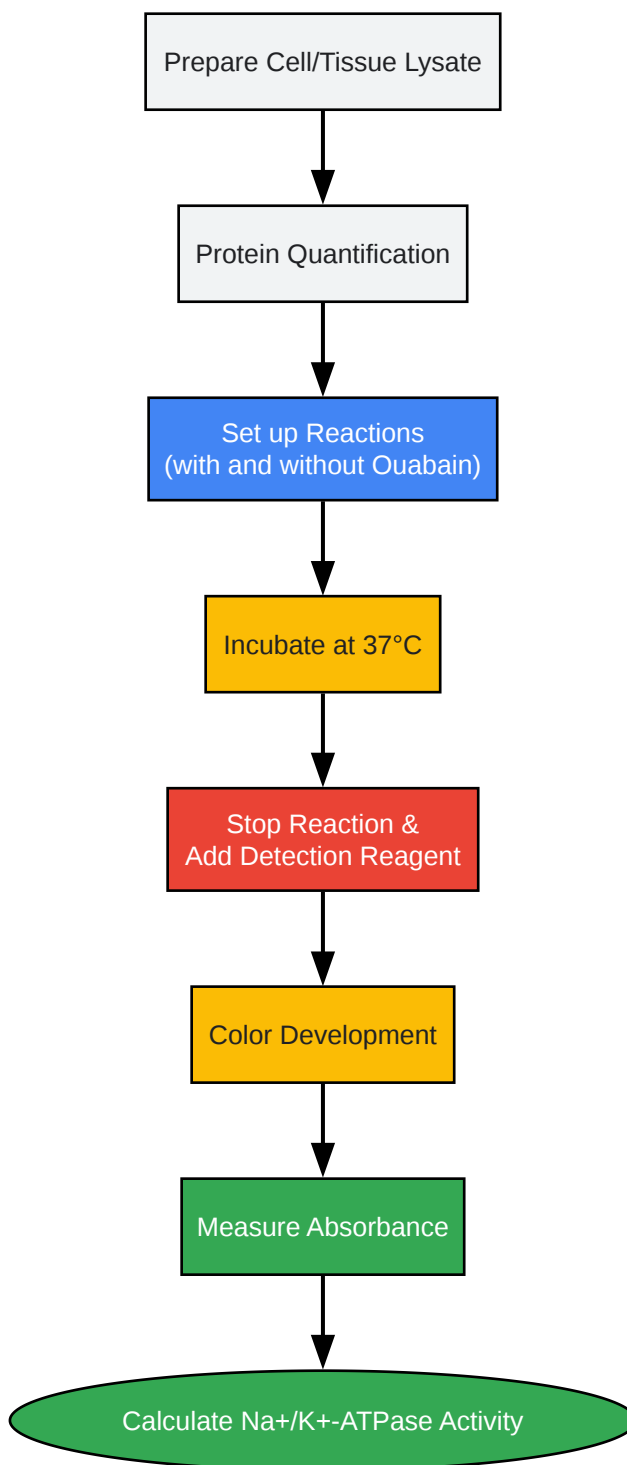 Prepare Cell/Tissue Lysate
Protein Quantification
Set up Reactions
(with and without Ouabain)
Incubate at 37°C
Stop Reaction &
Add Detection Reagent
Color Development
Measure Absorbance
Calculate Na+/K+-ATPase Activity